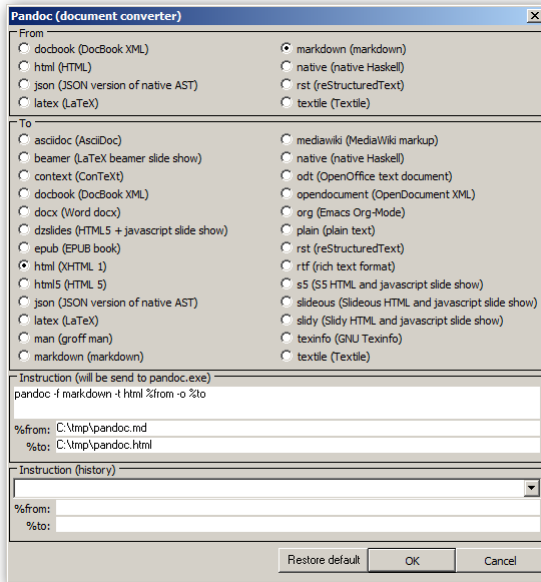 Pandoc (document converter)
From
docbook (DocBook XML)
markdown (markdown)
html (HTML)
native (native Haskell)
json (JSON version of native AST)
rst (reStructuredText)
latex (LaTeX)
textile (Textile)
To
asciidoc (AsciiDoc)
mediawiki (MediaWiki markup)
beamer (LaTeX beamer slide show)
native (native Haskell)
context (ConTeXt)
odt (OpenOffice text document)
docbook (DocBook XML)
opendocument (OpenDocument XML)
docx (Word docx)
org (Emacs Org-Mode)
dzslides (HTML5 + javascript slide show)
plain (plain text)
epub (EPUB book)
rst (reStructuredText)
html (XHTML 1)
rtf (rich text format)
html5 (HTML 5)
s5 (S5 HTML and javascript slide show)
json (JSON version of native AST)
slideous (Slideous HTML and javascript slide show)
latex (LaTeX)
slidy (Slidy HTML and javascript slide show)
man (groff man)
texinfo (GNU Texinfo)
markdown (markdown)
textile (Textile)
Instruction (will be send to pandoc.exe)
pandoc -f markdown -t html %from -o %to
%from: C:\tmp\pandoc.md
%to: C:\tmp\pandoc.html
Instruction (history)
%from:
%to:
Restore default OK Cancel